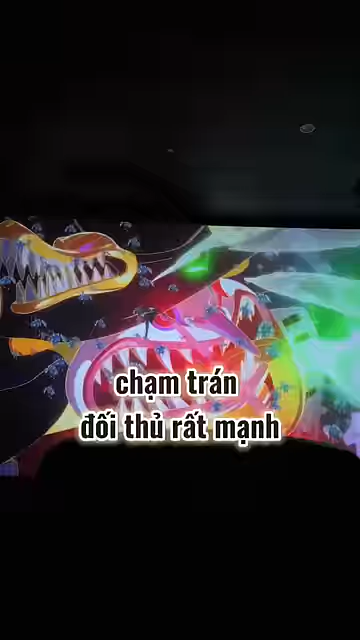 chạm trán
đối thủ rất mạnh